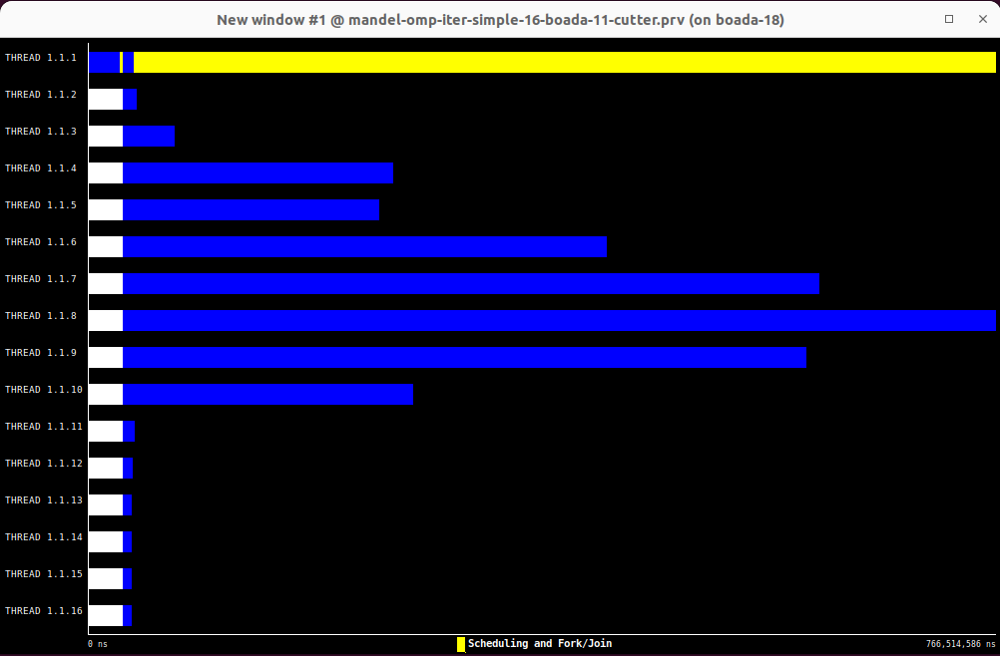 New window #1 @ mandel-omp-iter-simple-16-boada-11-cutter.prv (on boada-18)
THREAD 1.1.1
THREAD 1.1.2
THREAD 1.1.3
THREAD 1.1.4
THREAD 1.1.5
THREAD 1.1.6
THREAD 1.1.7
THREAD 1.1.8
THREAD 1.1.9
THREAD 1.1.10
THREAD 1.1.11
THREAD 1.1.12
THREAD 1.1.13
THREAD 1.1.14
THREAD 1.1.15
THREAD 1.1.16
0 ns
Scheduling and Fork/Join
766,514,586 ns